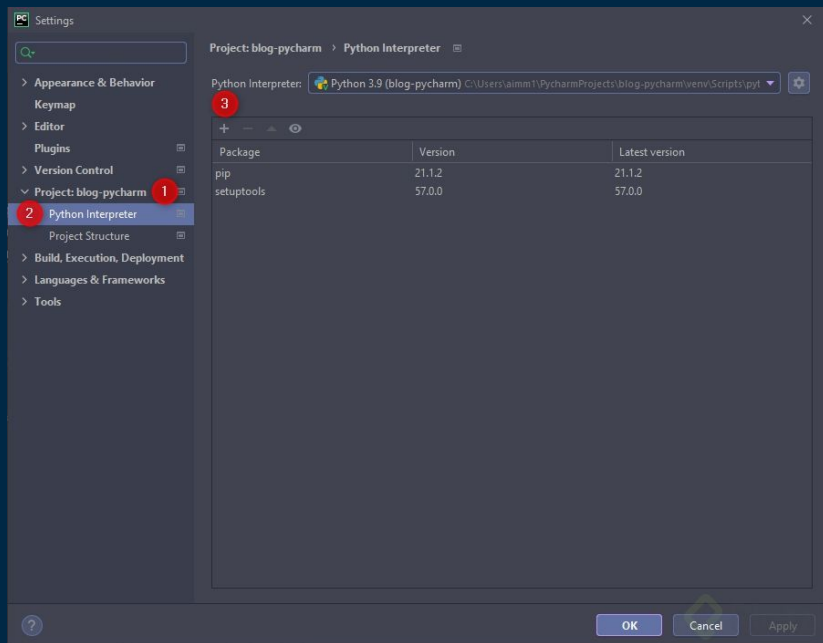 PC Settings
Appearance & Behavior
Keymap
Editor
Plugins
Version Control
Project: blog-pycharm 1
2 Python Interpreter
Project Structure
Build, Execution, Deployment
Languages & Frameworks
Tools
Project: blog-pycharm › Python Interpreter
Python Interpreter: Python 3.9 (blog-pycharm) C:\Users\aimm1\PycharmProjects\blog-pycharm\venv\Scripts\pyt
3
Package Version Latest version
pip 21.1.2 21.1.2
setuptools 57.0.0 57.0.0
? OK Cancel Apply